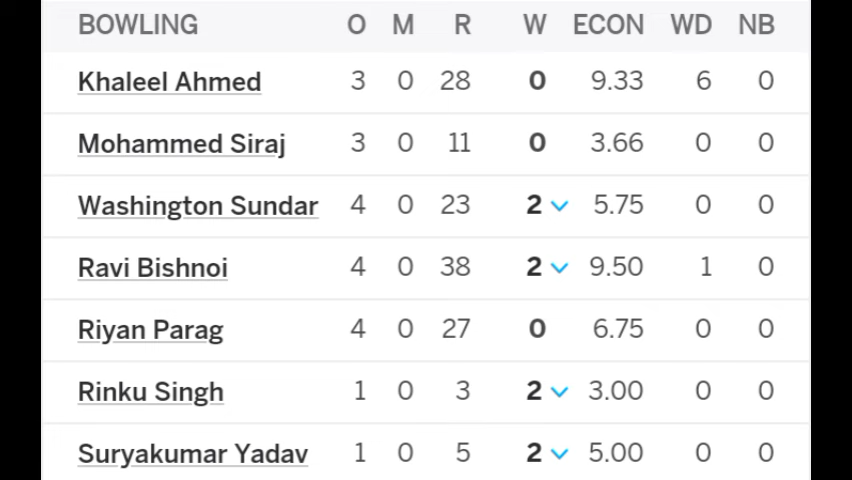 BOWLING O M R W ECON WD NB
Khaleel Ahmed 3 0 28 0 9.33 6 0
Mohammed Siraj 3 0 11 0 3.66 0 0
Washington Sundar 4 0 23 2 5.75 0 0
Ravi Bishnoi 4 0 38 2 9.50 1 0
Riyan Parag 4 0 27 0 6.75 0 0
Rinku Singh 1 0 3 2 3.00 0 0
Suryakumar Yadav 1 0 5 2 5.00 0 0